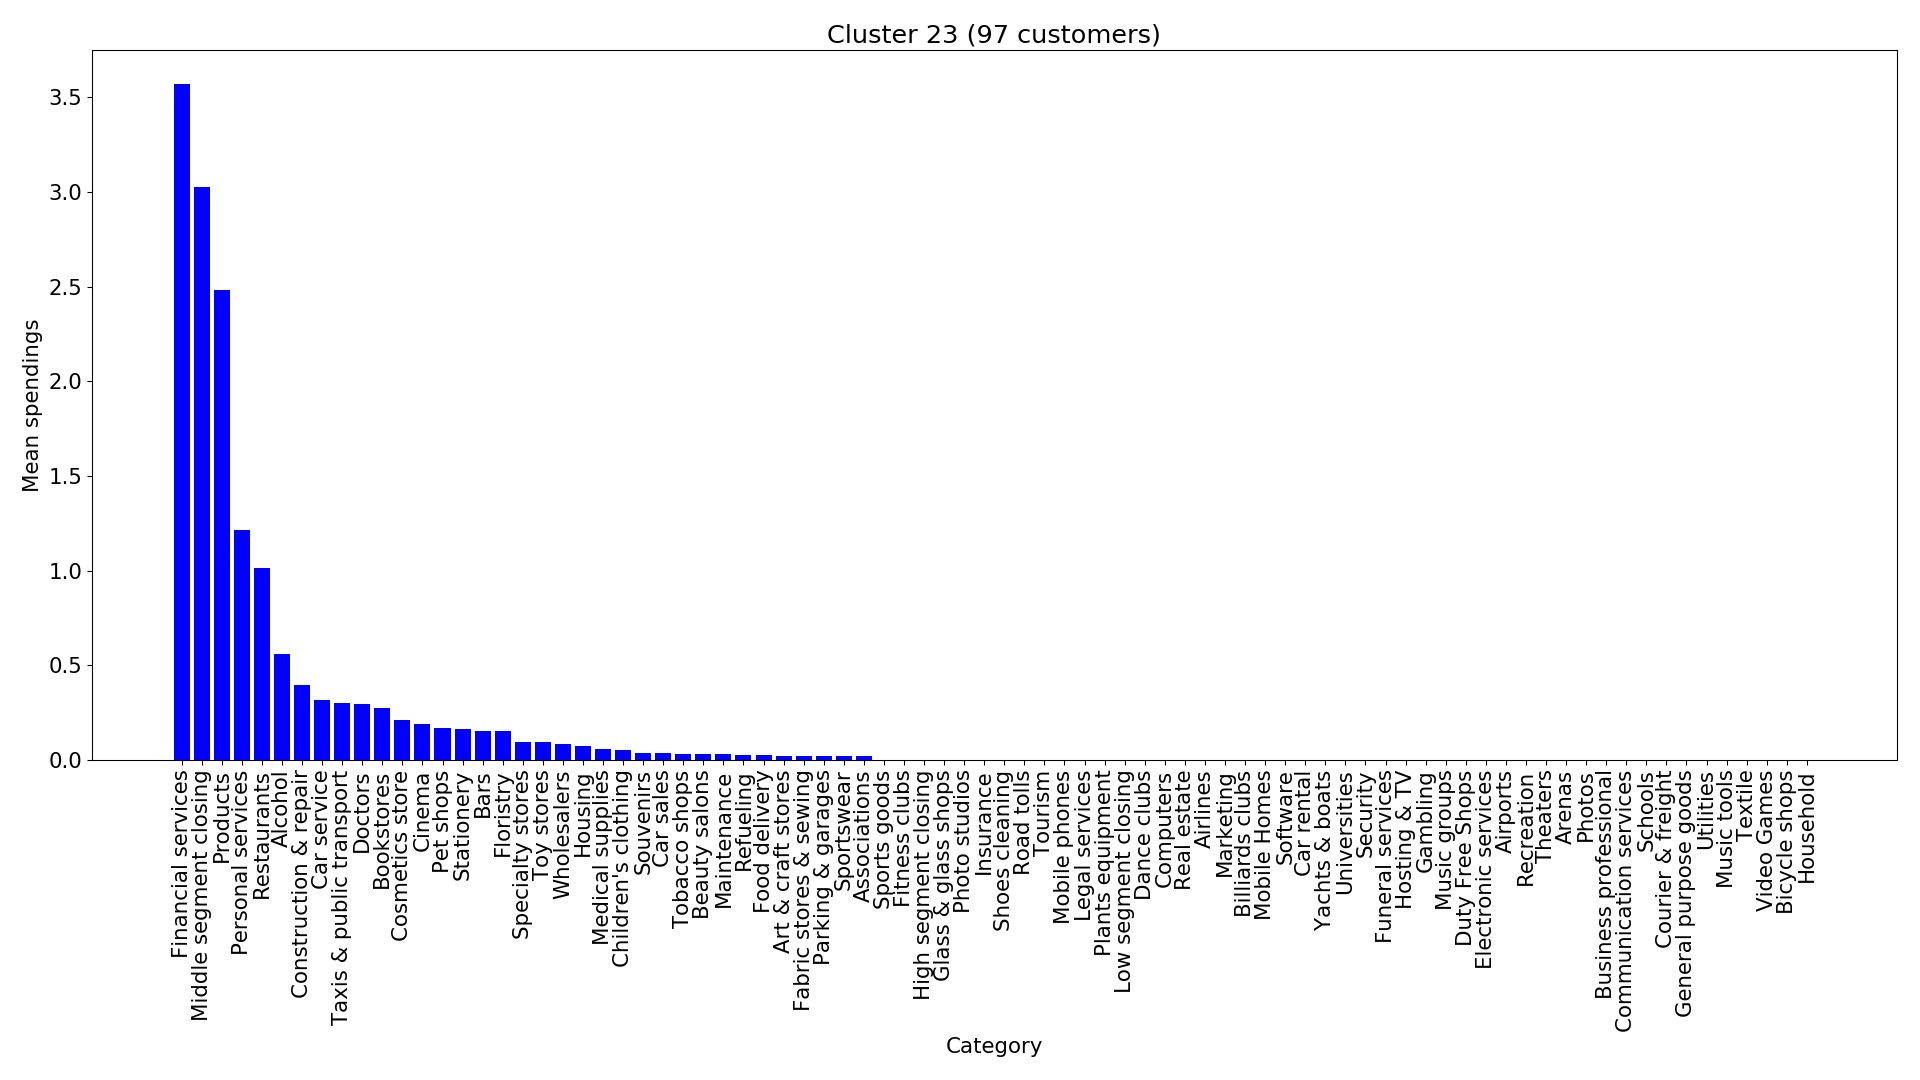 Cluster 23 (97 customers)
Mean spendings
3.5
3.0
2.5
2.0
1.5
1.0
0.5
0.0
Financial services
Middle segment closing
Products
Personal services
Restaurants
Alcohol
Construction & repair
Car service
Taxis & public transport
Doctors
Bookstores
Cosmetics store
Cinema
Pet shops
Stationery
Bars
Floristry
Specialty stores
Toy stores
Wholesalers
Housing
Medical supplies
Children's clothing
Souvenirs
Car sales
Tobacco shops
Beauty salons
Maintenance
Refueling
Food delivery
Art & craft stores
Fabric stores & sewing
Parking & garages
Sportswear
Associations
Sports goods
Fitness clubs
High segment closing
Glass & glass shops
Photo studios
Insurance
Shoes cleaning
Road tolls
Tourism
Mobile phones
Legal services
Plants equipment
Low segment closing
Dance clubs
Computers
Real estate
Airlines
Marketing
Billiards clubs
Mobile Homes
Software
Car rental
Yachts & boats
Universities
Security
Funeral services
Hosting & TV
Gambling
Music groups
Duty Free Shops
Electronic services
Airports
Recreation
Theaters
Arenas
Photos
Business professional
Communication services
Schools
Courier & freight
General purpose goods
Utilities
Music tools
Textile
Video Games
Bicycle shops
Household
Category